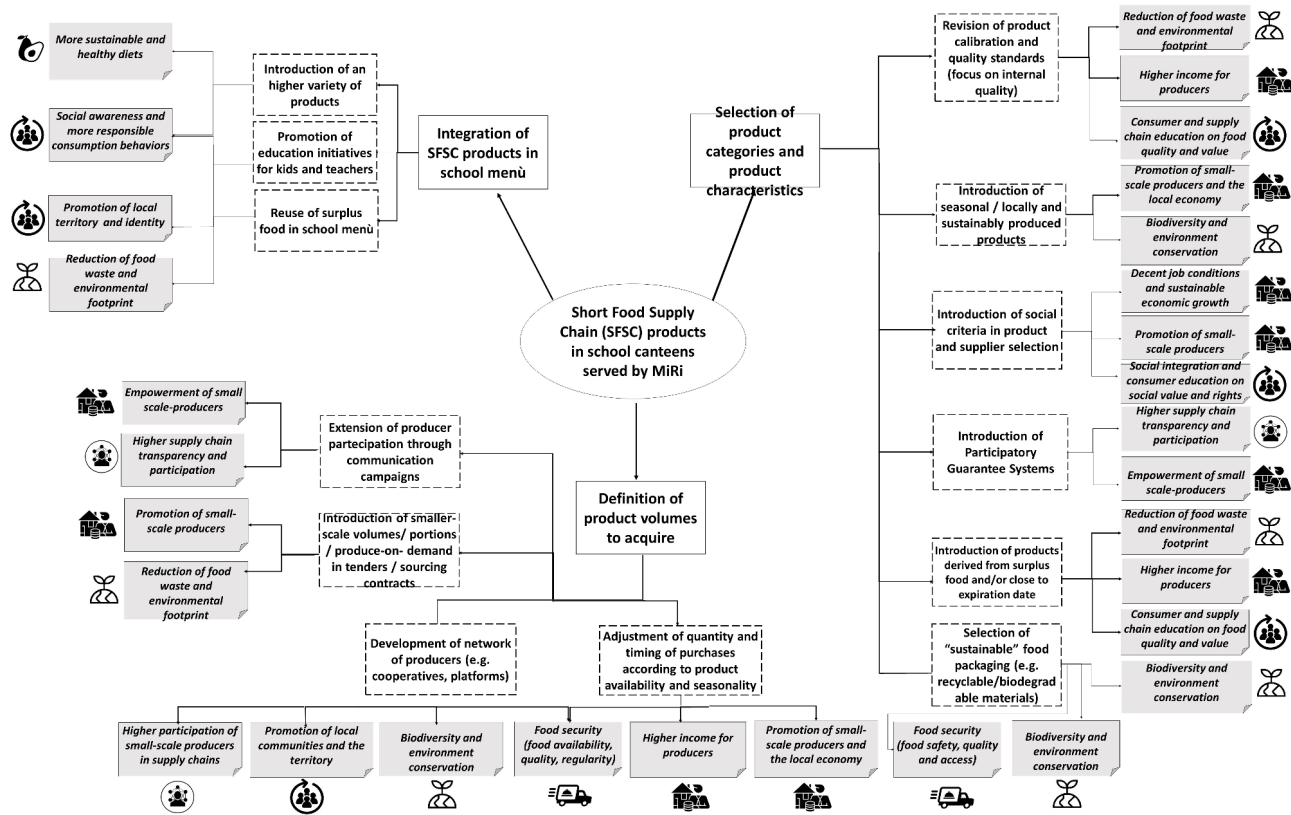 More sustainable and
healthy diets
Social awareness and
more responsible
consumption behaviors
Promotion of local
territory and identity
Reduction of food
waste and
environmental
footprint
Introduction of an
higher variety of
products
Promotion of
education initiatives
for kids and teachers
Reuse of surplus
food in school menù
Integration of
SFSC products in
school menù
Selection of
product
categories and
product
characteristics
Short Food Supply
Chain (SFSC) products
in school canteens
served by MiRi
Definition of
product volumes
to acquire
Empowerment of small
scale-producers
Higher supply chain
transparency and
participation
Promotion of small-
scale producers
Reduction of food
waste and
environmental
footprint
Extension of producer
partecipation through
communication
campaigns
Introduction of smaller-
scale volumes/ portions
/ produce-on- demand
in tenders / sourcing
contracts
Development of network
of producers (e.g.
cooperatives, platforms)
Adjustment of quantity and
timing of purchases
according to product
availability and seasonality
Higher participation of
small-scale producers
in supply chains
Promotion of local
communities and the
territory
Biodiversity and
environment
conservation
Food security
(food availability,
quality, regularity)
Higher income for
producers
Promotion of small-
scale producers and
the local economy
Food security
(food safety, quality
and access)
Biodiversity and
environment
conservation
Revision of product
calibration and
quality standards
(focus on internal
quality)
Introduction of
seasonal / locally and
sustainably produced
products
Introduction of social
criteria in product
and supplier selection
Introduction of
Participatory
Guarantee Systems
Introduction of products
derived from surplus
food and/or close to
expiration date
Selection of
“sustainable” food
packaging (e.g.
recyclable/biodegrad
able materials)
Reduction of food waste
and environmental
footprint
Higher income for
producers
Consumer and supply
chain education on food
quality and value
Promotion of small-
scale producers and the
local economy
Biodiversity and
environment
conservation
Decent job conditions
and sustainable
economic growth
Promotion of small-
scale producers
Social integration and
consumer education on
social value and rights
Higher supply chain
transparency and
participation
Empowerment of small
scale-producers
Reduction of food waste
and environmental
footprint
Higher income for
producers
Consumer and supply
chain education on food
quality and value
Biodiversity and
environment
conservation